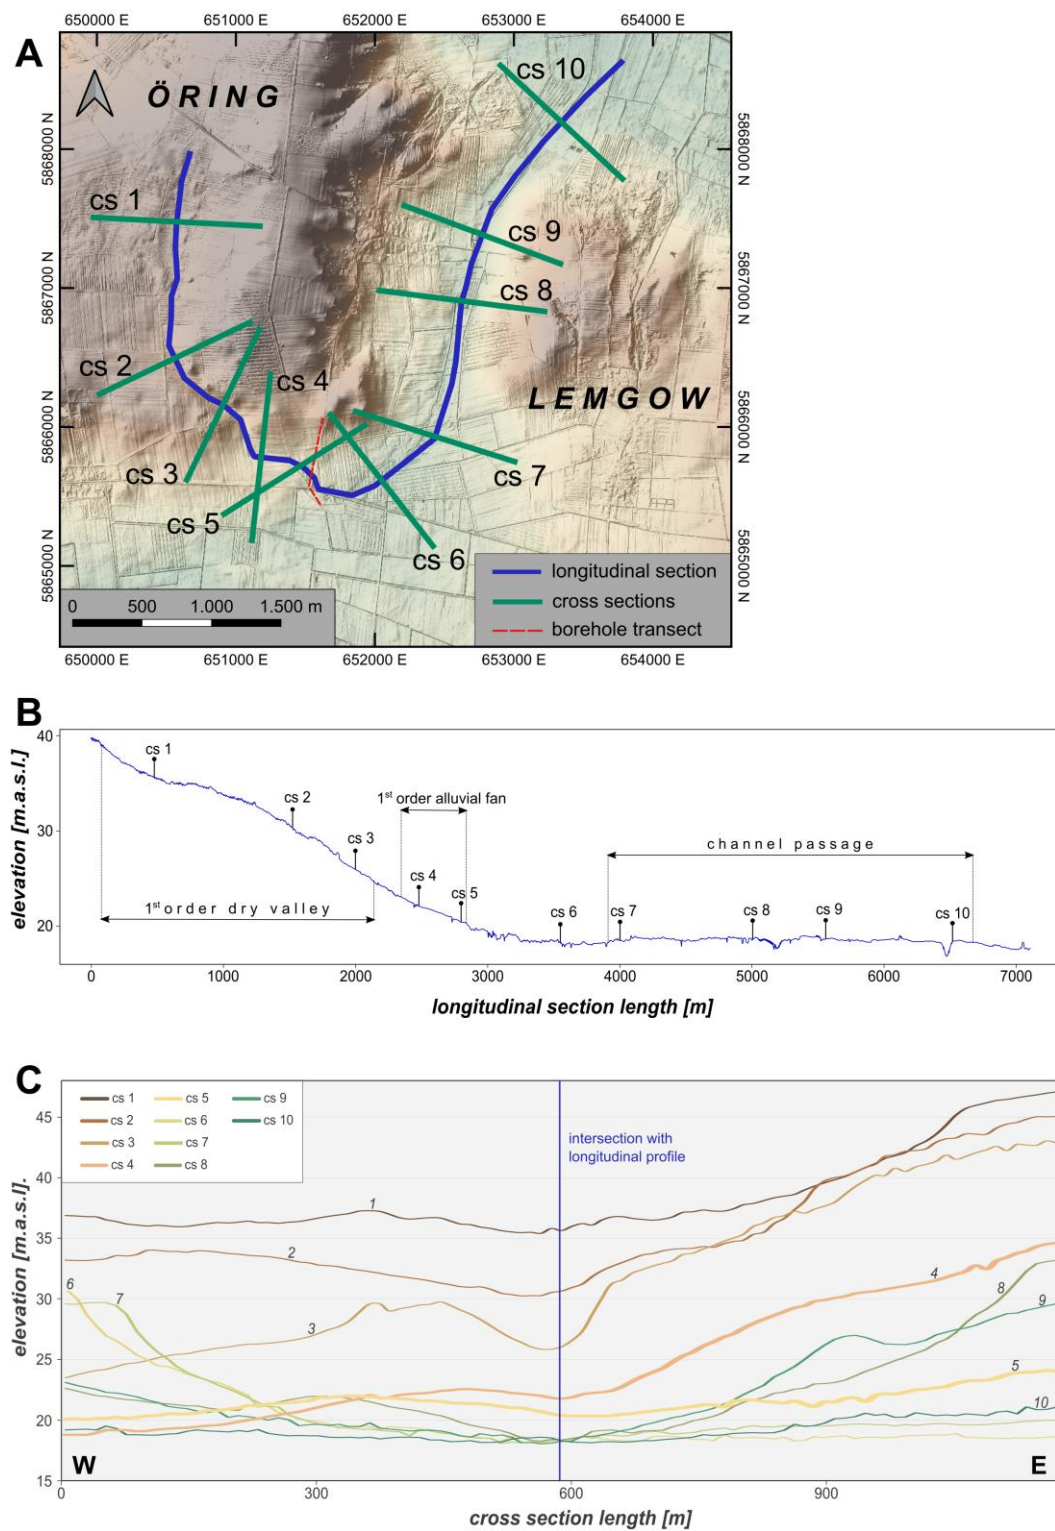 A
650000 E 651000 E 652000 E 653000 E 654000 E
ÖRING
cs 10
5868000 N
5868000 N
cs 1
cs 9
5867000 N
cs 8
5867000 N
cs 2
cs 4
LEMGOW
5866000 N
5866000 N
cs 3
cs 7
cs 5
cs 6
5865000 N
5865000 N
longitudinal section
cross sections
borehole transect
0 500 1.000 1.500 m
650000 E 651000 E 652000 E 653000 E 654000 E
B
elevation [m.a.s.l.]
40
30
20
cs 1
cs 2
cs 3
1st order alluvial fan
cs 4
cs 5
channel passage
1st order dry valley
cs 6 cs 7 cs 8 cs 9 cs 10
0 1000 2000 3000 4000 5000 6000 7000
longitudinal section length [m]
C
elevation [m.a.s.l].
45
40
35
30
25
20
15
cs 1 cs 5 cs 9
cs 2 cs 6 cs 10
cs 3 cs 7
cs 4 cs 8
intersection with
longitudinal profile
1
2
3
4
5
6
7
8
9
10
W E
0 300 600 900
cross section length [m]